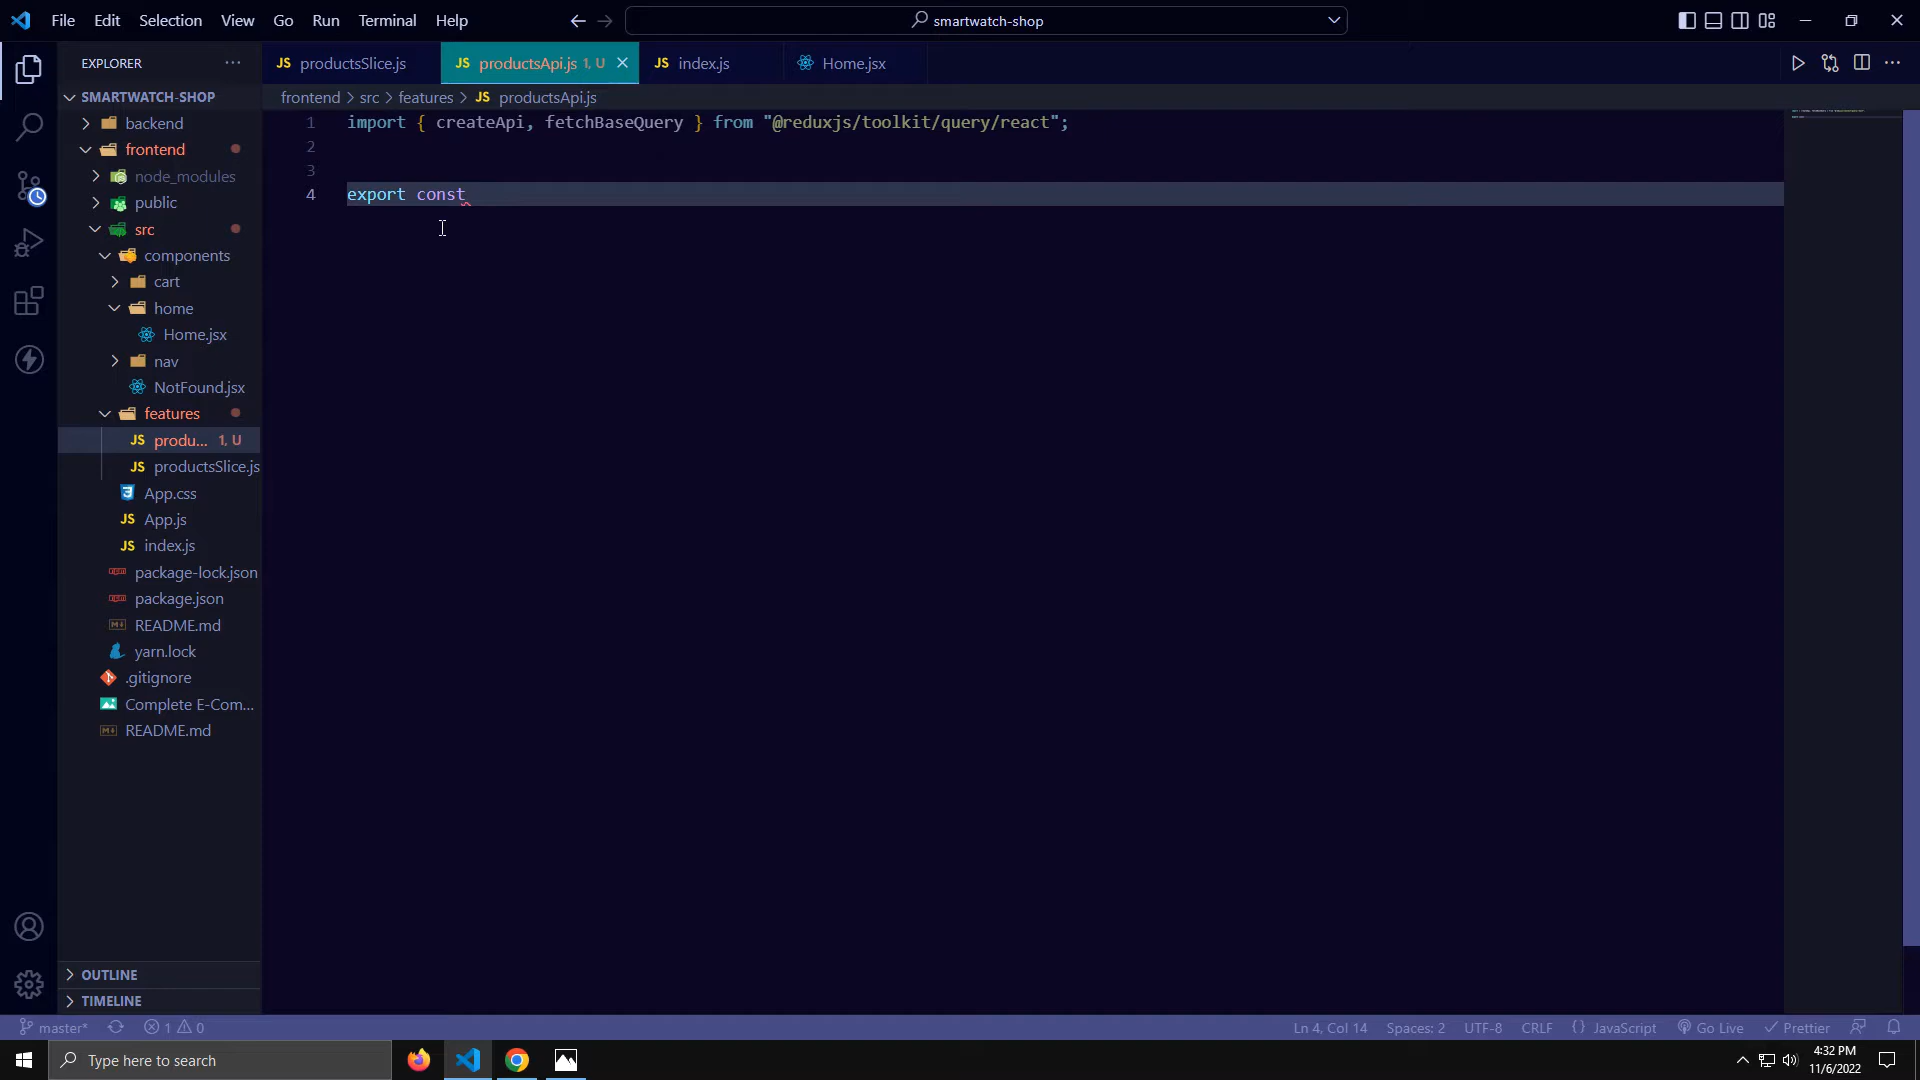 File Edit Selection View Go Run Terminal Help
smartwatch-shop
EXPLORER
JS productsSlice.js
JS productsApi.js 1, U
JS index.js
Home.jsx
SMARTWATCH-SHOP
frontend > src > features > JS productsApi.js
backend
frontend
node_modules
public
src
components
cart
home
Home.jsx
nav
NotFound.jsx
features
JS produ... 1, U
JS productsSlice.js
App.css
JS App.js
JS index.js
package-lock.json
package.json
README.md
yarn.lock
.gitignore
Complete E-Com...
README.md
OUTLINE
TIMELINE
1 import { createApi, fetchBaseQuery } from "@reduxjs/toolkit/query/react";
2
3
4 export const
master* 1 0
Ln 4, Col 14 Spaces: 2 UTF-8 CRLF {} JavaScript Go Live Prettier
Type here to search
4:32 PM
11/6/2022